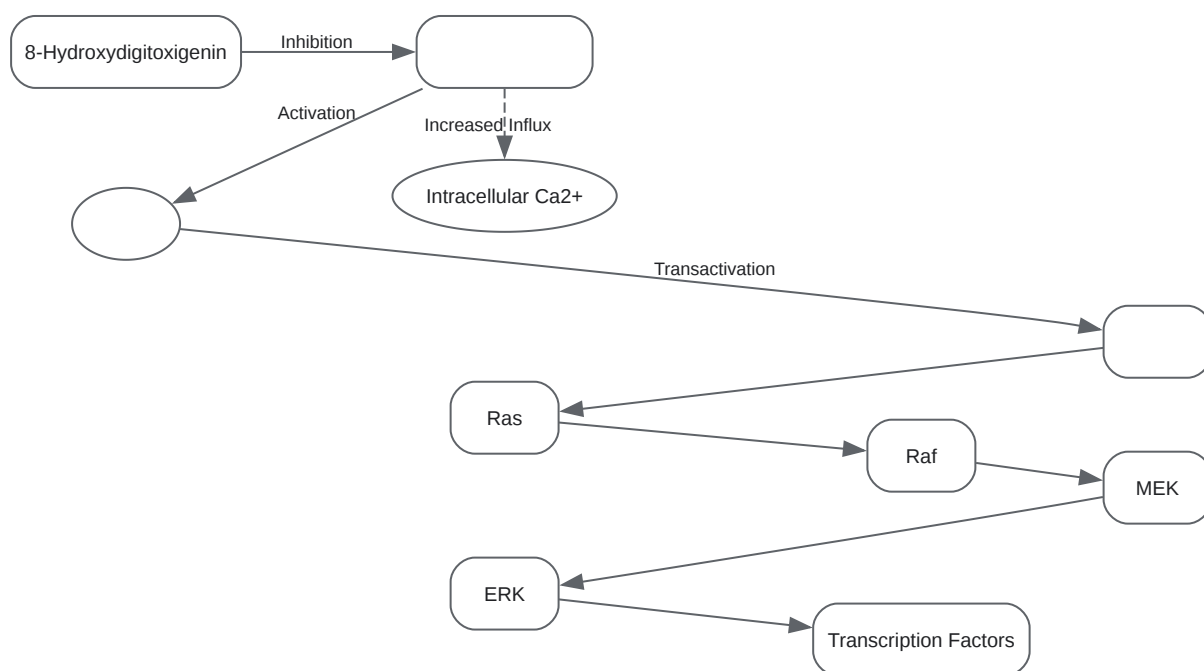 8-Hydroxydigitoxigenin
Inhibition
Activation
Increased Influx
Intracellular Ca2+
Transactivation
Ras
Raf
MEK
ERK
Transcription Factors